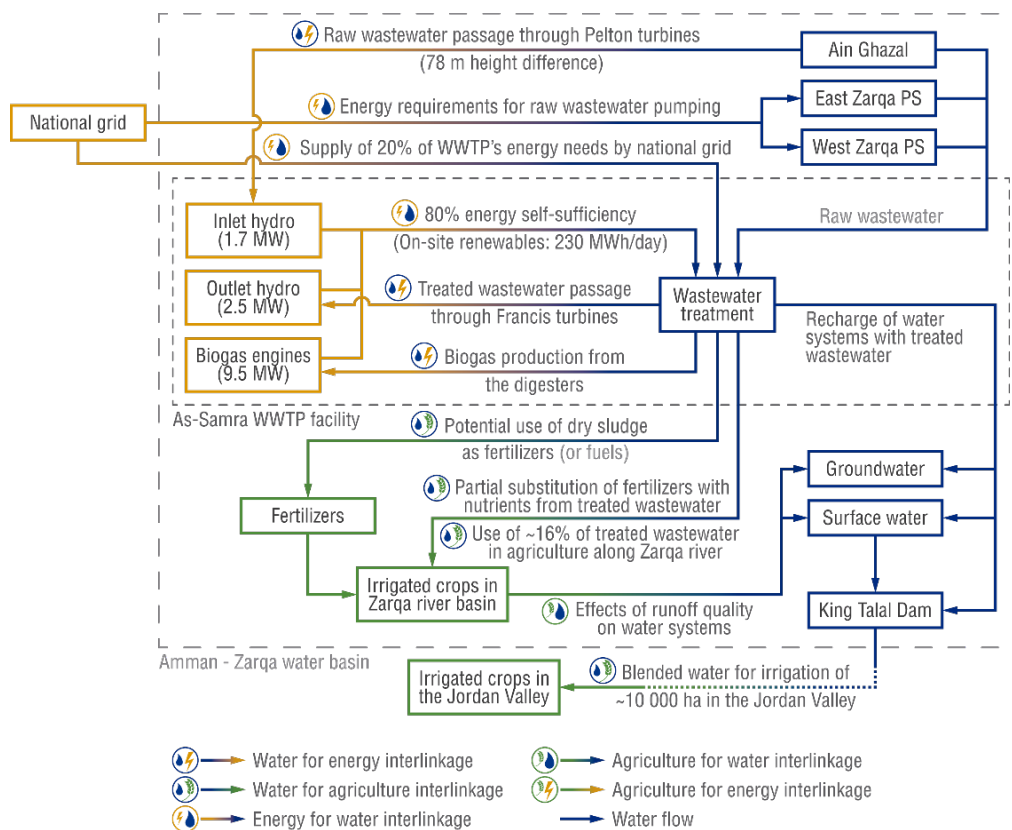 Raw wastewater passage through Pelton turbines
(78 m height difference)
Ain Ghazal
East Zarqa PS
National grid
Energy requirements for raw wastewater pumping
West Zarqa PS
Supply of 20% of WWTP's energy needs by national grid
Raw wastewater
Inlet hydro
(1.7 MW)
80% energy self-sufficiency
(On-site renewables: 230 MWh/day)
Outlet hydro
(2.5 MW)
Treated wastewater passage
through Francis turbines
Wastewater
treatment
Recharge of water
systems with treated
wastewater
Biogas engines
(9.5 MW)
Biogas production from
the digesters
As-Samra WWTP facility
Potential use of dry sludge
as fertilizers (or fuels)
Groundwater
Partial substitution of fertilizers with
nutrients from treated wastewater
Fertilizers
Surface water
Use of ~16% of treated wastewater
in agriculture along Zarqa river
Irrigated crops in
Zarqa river basin
Effects of runoff quality
on water systems
King Talal Dam
Amman - Zarqa water basin
Irrigated crops in
the Jordan Valley
Blended water for irrigation of
~10 000 ha in the Jordan Valley
Water for energy interlinkage
Agriculture for water interlinkage
Water for agriculture interlinkage
Agriculture for energy interlinkage
Energy for water interlinkage
Water flow